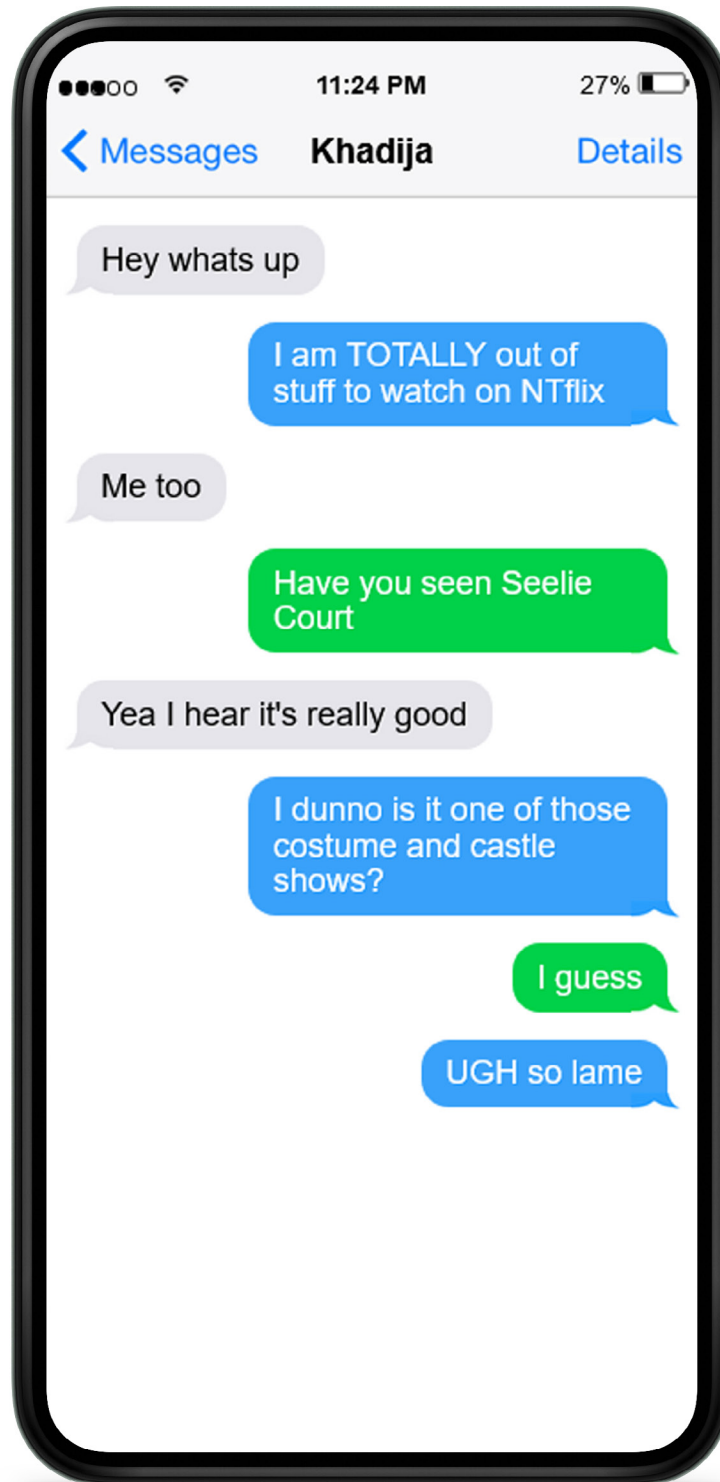 11:24 PM
27%
Messages
Khadija
Details
Hey whats up
I am TOTALLY out of
stuff to watch on NTflix
Me too
Have you seen Seelie
Court
Yea I hear it's really good
I dunno is it one of those
costume and castle
shows?
I guess
UGH so lame